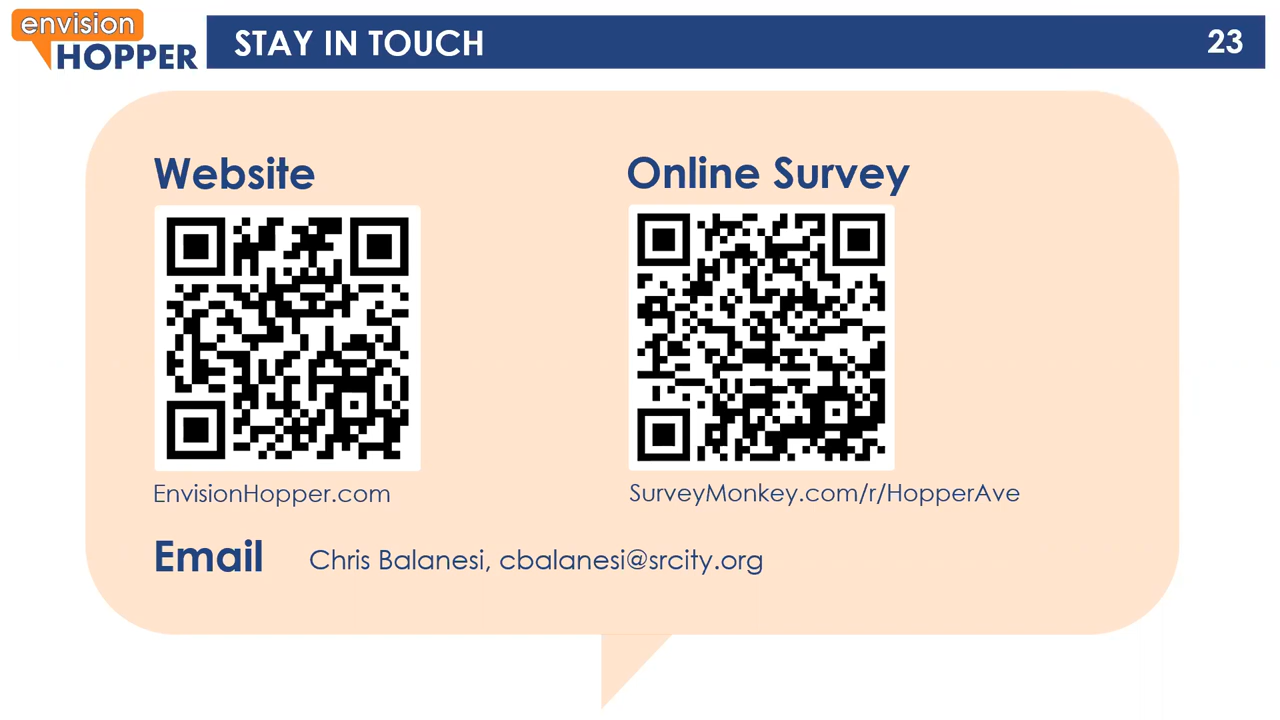 envision
HOPPER
STAY IN TOUCH
23
Website
Online Survey
EnvisionHopper.com
SurveyMonkey.com/r/HopperAve
Email
Chris Balanesi, cbalanesi@srcity.org